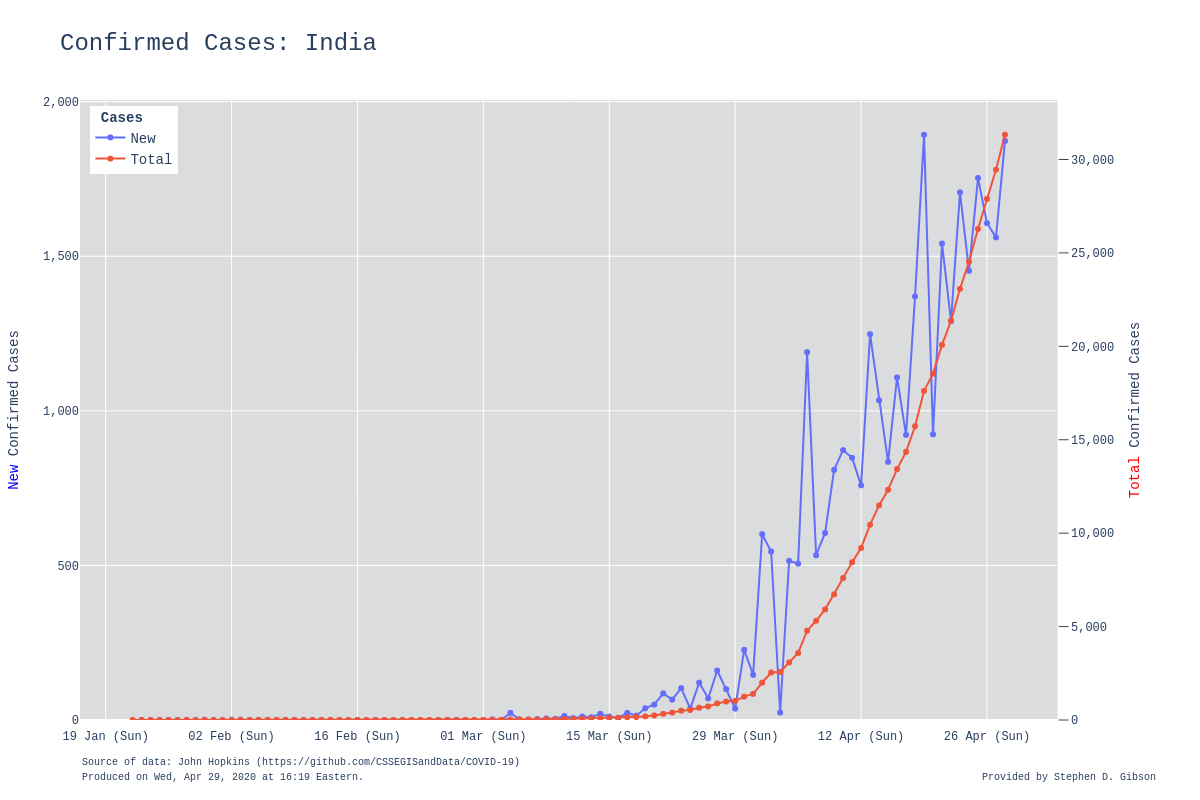 Confirmed Cases: India
Cases
New
Total
2,000
1,500
1,000
500
0
New Confirmed Cases
30,000
25,000
20,000
15,000
10,000
5,000
0
Total Confirmed Cases
19 Jan (Sun) 02 Feb (Sun) 16 Feb (Sun) 01 Mar (Sun) 15 Mar (Sun) 29 Mar (Sun) 12 Apr (Sun) 26 Apr (Sun)
Source of data: John Hopkins (https://github.com/CSSEGISandData/COVID-19)
Produced on Wed, Apr 29, 2020 at 16:19 Eastern.
Provided by Stephen D. Gibson